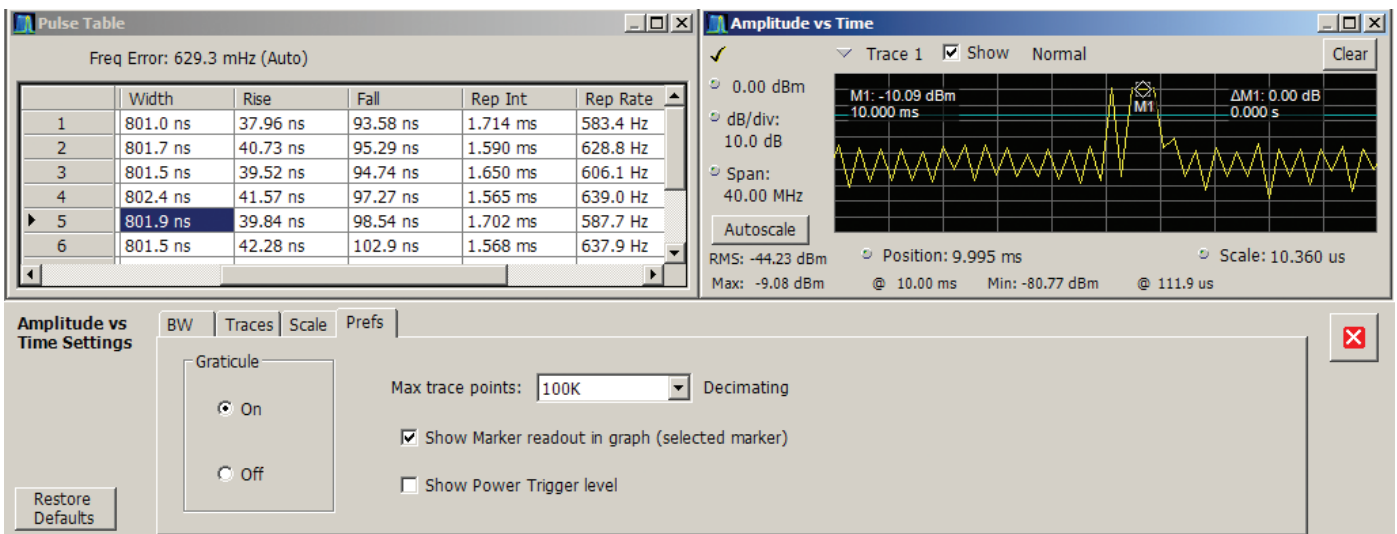 Pulse Table
Freq Error: 629.3 mHz (Auto)
Width Rise Fall Rep Int Rep Rate
1 801.0 ns 37.96 ns 93.58 ns 1.714 ms 583.4 Hz
2 801.7 ns 40.73 ns 95.29 ns 1.590 ms 628.8 Hz
3 801.5 ns 39.52 ns 94.74 ns 1.650 ms 606.1 Hz
4 802.4 ns 41.57 ns 97.27 ns 1.565 ms 639.0 Hz
5 801.9 ns 39.84 ns 98.54 ns 1.702 ms 587.7 Hz
6 801.5 ns 42.28 ns 102.9 ns 1.568 ms 637.9 Hz
Amplitude vs Time
Trace 1 Show Normal Clear
0.00 dBm
dB/div:
10.0 dB
Span:
40.00 MHz
Autoscale
M1: -10.09 dBm
10.000 ms
M1
ΔM1: 0.00 dB
0.000 s
Position: 9.995 ms Scale: 10.360 us
RMS: -44.23 dBm
Max: -9.08 dBm @ 10.00 ms Min: -80.77 dBm @ 111.9 us
Amplitude vs
Time Settings
BW Traces Scale Prefs
Graticule
On
Off
Max trace points: 100K Decimating
Show Marker readout in graph (selected marker)
Show Power Trigger level
Restore
Defaults